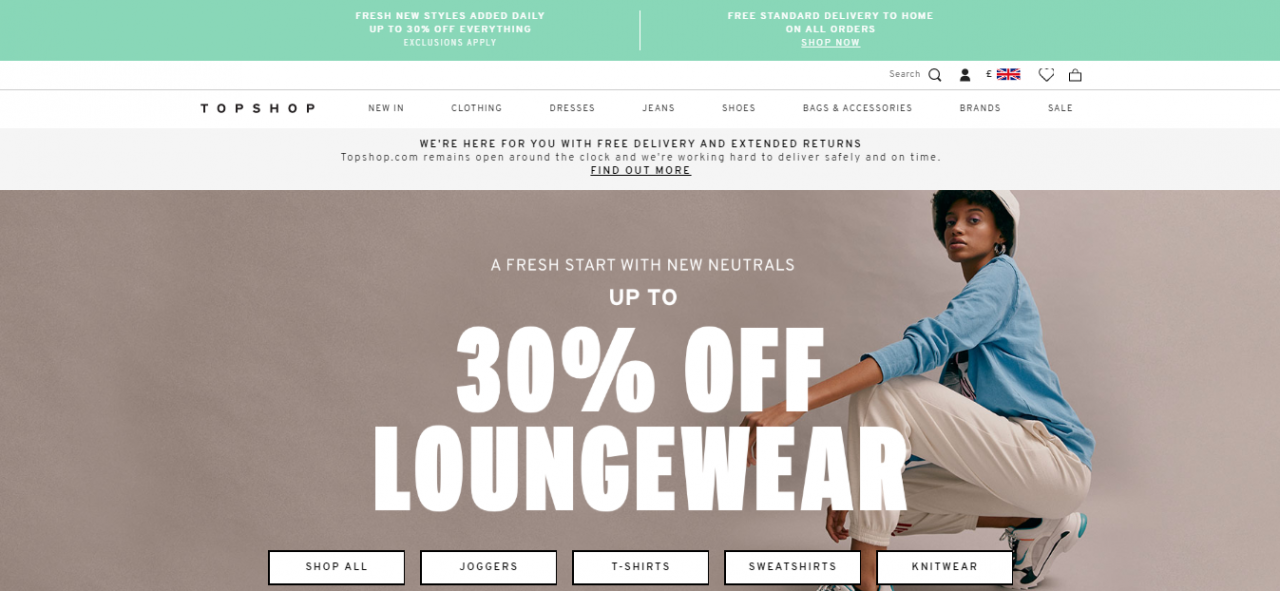 FRESH NEW STYLES ADDED DAILY
UP TO 30% OFF EVERYTHING
EXCLUSIONS APPLY
FREE STANDARD DELIVERY TO HOME
ON ALL ORDERS
SHOP NOW
Search
£
TOPSHOP
NEW IN
CLOTHING
DRESSES
JEANS
SHOES
BAGS & ACCESSORIES
BRANDS
SALE
WE'RE HERE FOR YOU WITH FREE DELIVERY AND EXTENDED RETURNS
Topshop.com remains open around the clock and we're working hard to deliver safely and on time.
FIND OUT MORE
A FRESH START WITH NEW NEUTRALS
UP TO
30% OFF
LOUNGEWEAR
SHOP ALL
JOGGERS
T-SHIRTS
SWEATSHIRTS
KNITWEAR